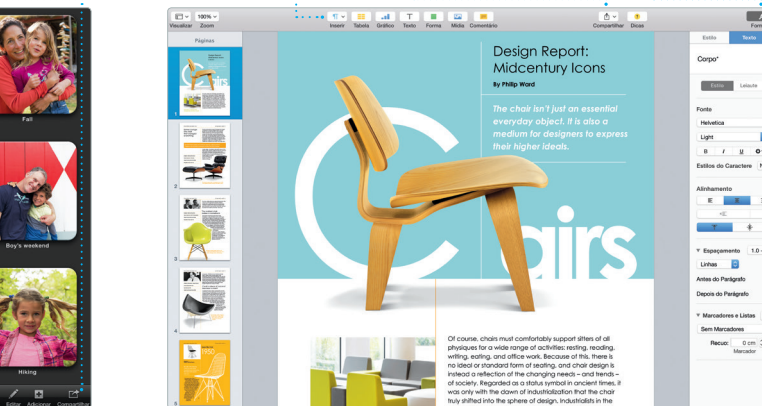 Fall
Boy's weekend
Hiking
Editar Adicionar Compartilhar
100%
Visualizar Zoom
Inserir Tabela Gráfico Texto Forma Mídia Comentário
Compartilhar Dicas
Páginas
1
2
3
4
5
Design Report:
Midcentury Icons
By Philip Ward
The chair isn't just an essential
everyday object. It is also a
medium for designers to express
their higher ideals.
Chairs
Of course, chairs must comfortably support sitters of all
physiques for a wide range of activities: resting, reading,
writing, eating, and office work. Because of this, there is
no ideal or standard form of seating, and chair design is
instead a reflection of the changing needs – and trends –
of society. Regarded as a status symbol in ancient times, it
was only with the dawn of industrialization that the chair
truly shifted into the sphere of design. Industrialists in the
Estilo Texto
Corpo*
Estilo Leiaute
Fonte
Helvetica
Light
B I U
Estilos do Caractere
Alinhamento
Espaçamento 1.0
Linhas
Antes do Parágrafo
Depois do Parágrafo
Marcadores e Listas
Sem Marcadores
Recuo: 0 cm
Marcador